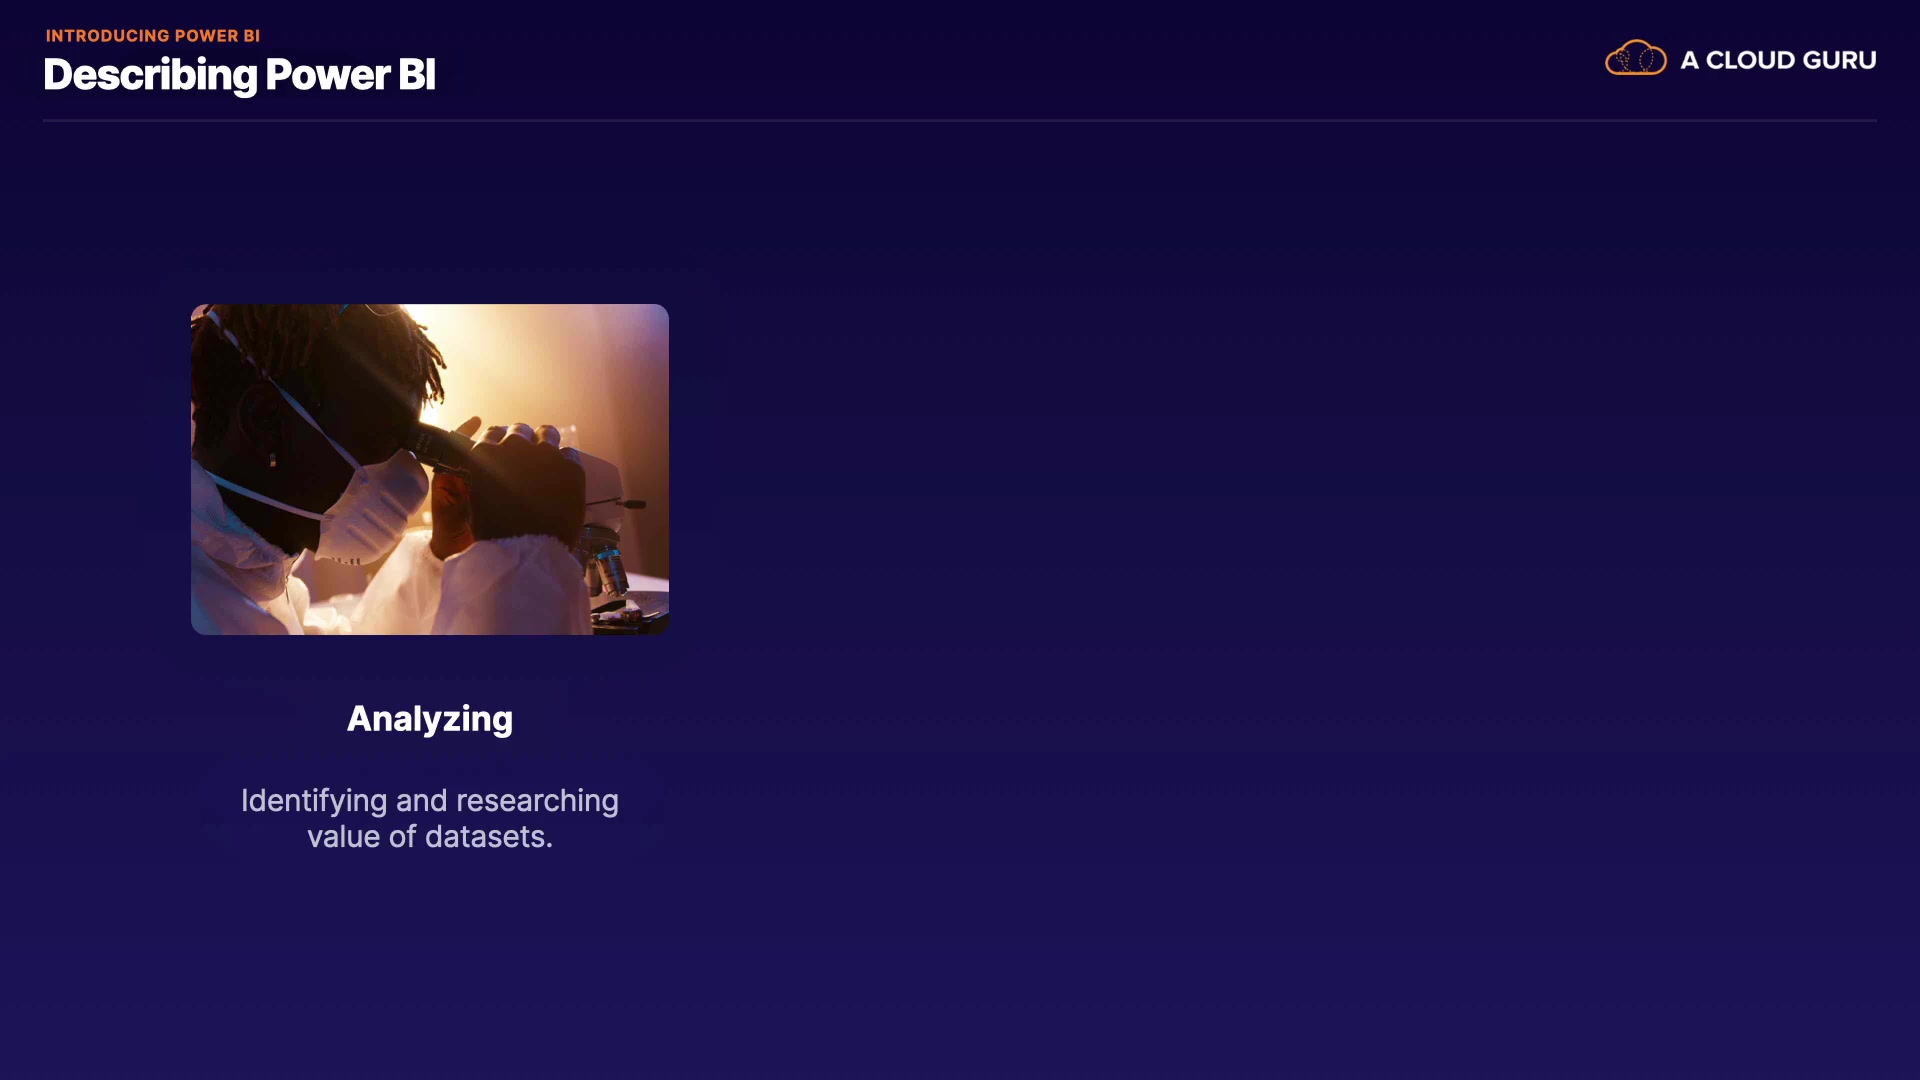 INTRODUCING POWER BI
Describing Power BI
A CLOUD GURU
Analyzing
Identifying and researching
value of datasets.